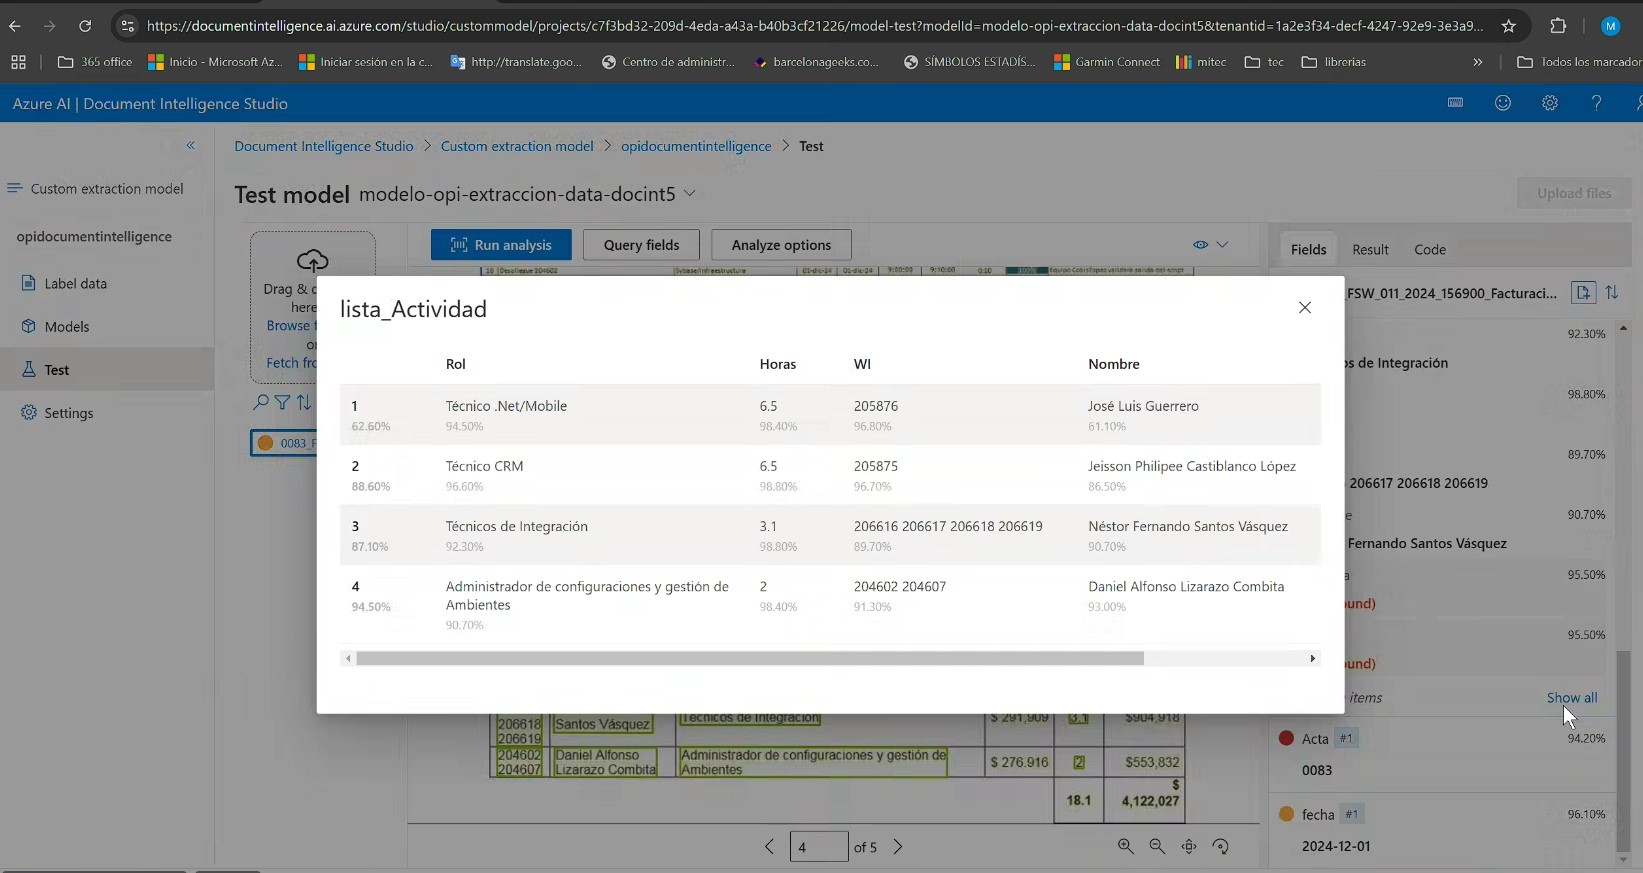 https://documentintelligence.ai.azure.com/studio/custommodel/projects/c7f3bd32-209d-4eda-a43a-b40b3cf21226/model-test?modelId=modelo-opi-extraccion-data-docint5&tenantid=1a2e3f34-decf-4247-92e9-3e3a9...
M
365 office
Inicio - Microsoft Az...
Iniciar sesión en la c...
http://translate.goo...
Centro de administr...
barcelonageeks.co...
SÍMBOLOS ESTADÍS...
Garmin Connect
mitec
tec
librerias
»
Todos los marcador
Azure AI | Document Intelligence Studio
?
«
Document Intelligence Studio > Custom extraction model > opidocumentintelligence > Test
Custom extraction model
Test model modelo-opi-extraccion-data-docint5
Upload files
opidocumentintelligence
Label data
Models
Test
Settings
Drag & c
here
Browse f
or
Fetch fro
0083_F
Run analysis
Query fields
Analyze options
Fields
Result
Code
_FSW_011_2024_156900_Facturaci...
lista_Actividad
Rol Horas WI Nombre
1 Técnico .Net/Mobile 6.5 205876 José Luis Guerrero
62.60% 94.50% 98.40% 96.80% 61.10%
2 Técnico CRM 6.5 205875 Jeisson Philipee Castiblanco López
88.60% 96.60% 98.80% 96.70% 86.50%
3 Técnicos de Integración 3.1 206616 206617 206618 206619 Néstor Fernando Santos Vásquez
87.10% 92.30% 98.80% 89.70% 90.70%
4 Administrador de configuraciones y gestión de 2 204602 204607 Daniel Alfonso Lizarazo Combita
94.50% Ambientes 98.40% 91.30% 93.00%
90.70%
92.30%
os de Integración
98.80%
89.70%
206617 206618 206619
e 90.70%
Fernando Santos Vásquez
a 95.50%
ound)
95.50%
ound)
items Show all
Acta #1 94.20%
0083
fecha #1 96.10%
2024-12-01
206618 Santos Vásquez Técnicos de Integración $ 291,909 3.1 $904,918
206619
204602 Daniel Alfonso Administrador de configuraciones y gestión de $ 276.916 2 $553,832
204607 Lizarazo Combita Ambientes
$
18.1 4,122,027
4 of 5